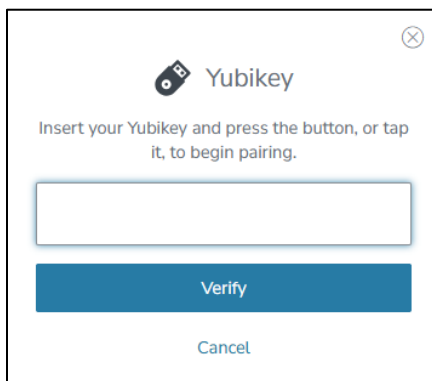 Yubikey
Insert your Yubikey and press the button, or tap
it, to begin pairing.
Verify
Cancel